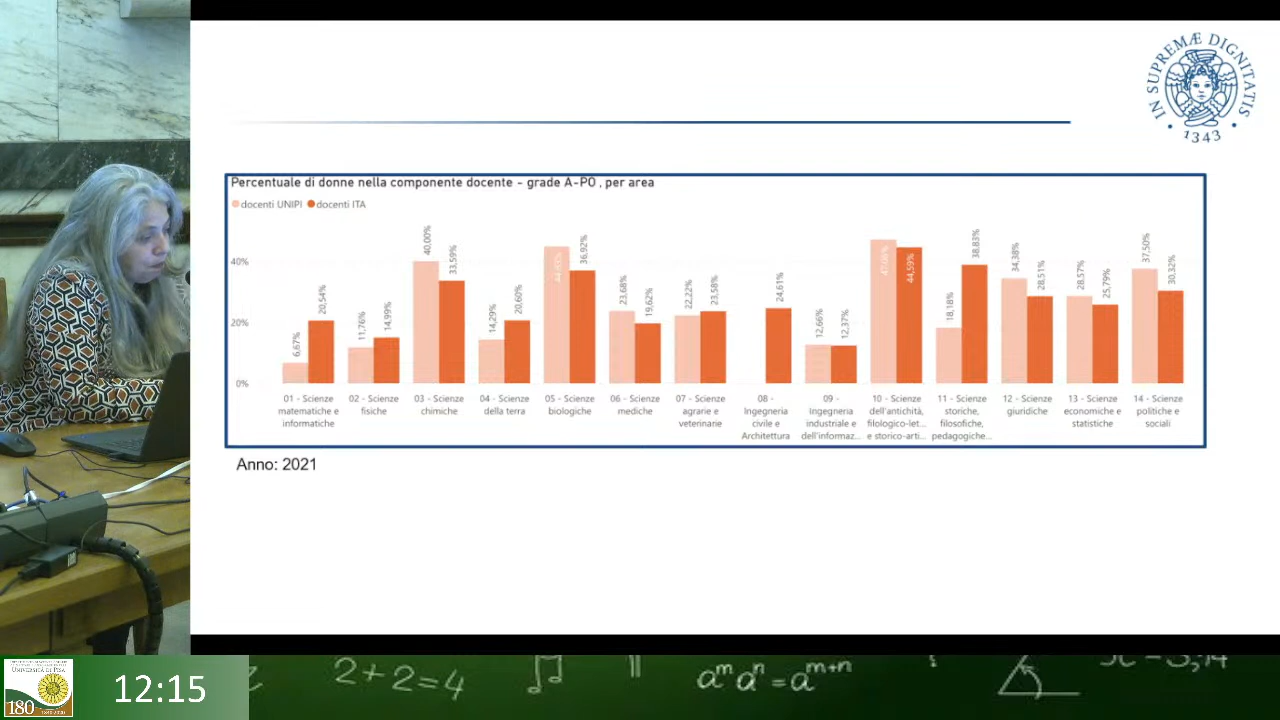 IN SUPREMÆ DIGNITATIS
1343
Percentuale di donne nella componente docente - grade A-PO , per area
docenti UNIPI docenti ITA
40%
20%
0%
6,67% 20,54%
11,76% 14,99%
40,00% 33,59%
14,29% 20,60%
36,92%
23,68% 19,62%
22,22% 23,58%
24,61%
12,66% 12,37%
44,59%
18,18% 38,83%
34,38% 28,51%
28,57% 25,79%
37,50% 30,32%
01 - Scienze
matematiche e
informatiche
02 - Scienze
fisiche
03 - Scienze
chimiche
04 - Scienze
della terra
05 - Scienze
biologiche
06 - Scienze
mediche
07 - Scienze
agrarie e
veterinarie
08 -
Ingegneria
civile e
Architettura
09 -
Ingegneria
industriale e
dell'informaz...
10 - Scienze
dell'antichità,
filologico-let...
e storico-arti...
11 - Scienze
storiche,
filosofiche,
pedagogiche...
12 - Scienze
giuridiche
13 - Scienze
economiche e
statistiche
14 - Scienze
politiche e
sociali
Anno: 2021
UNIVERSITÀ DI PISA
180
12:15
2+2=4
aᵐaⁿ=aᵐ⁺ⁿ